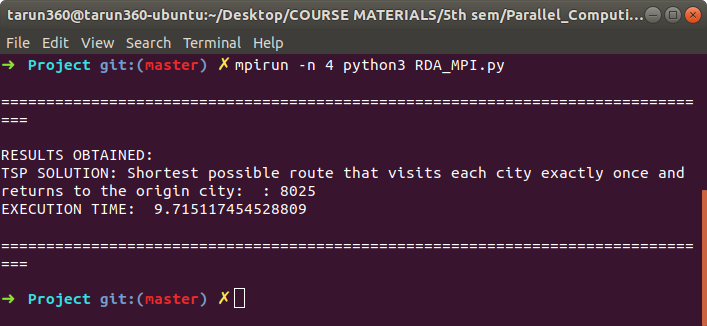 tarun360@tarun360-ubuntu:~/Desktop/COURSE MATERIALS/5th sem/Parallel_Computi...
File Edit View Search Terminal Help
➜ Project git:(master) ✗ mpirun -n 4 python3 RDA_MPI.py
=============================================================================
===
RESULTS OBTAINED:
TSP SOLUTION: Shortest possible route that visits each city exactly once and
returns to the origin city:  : 8025
EXECUTION TIME:  9.715117454528809
=============================================================================
===
➜ Project git:(master) ✗